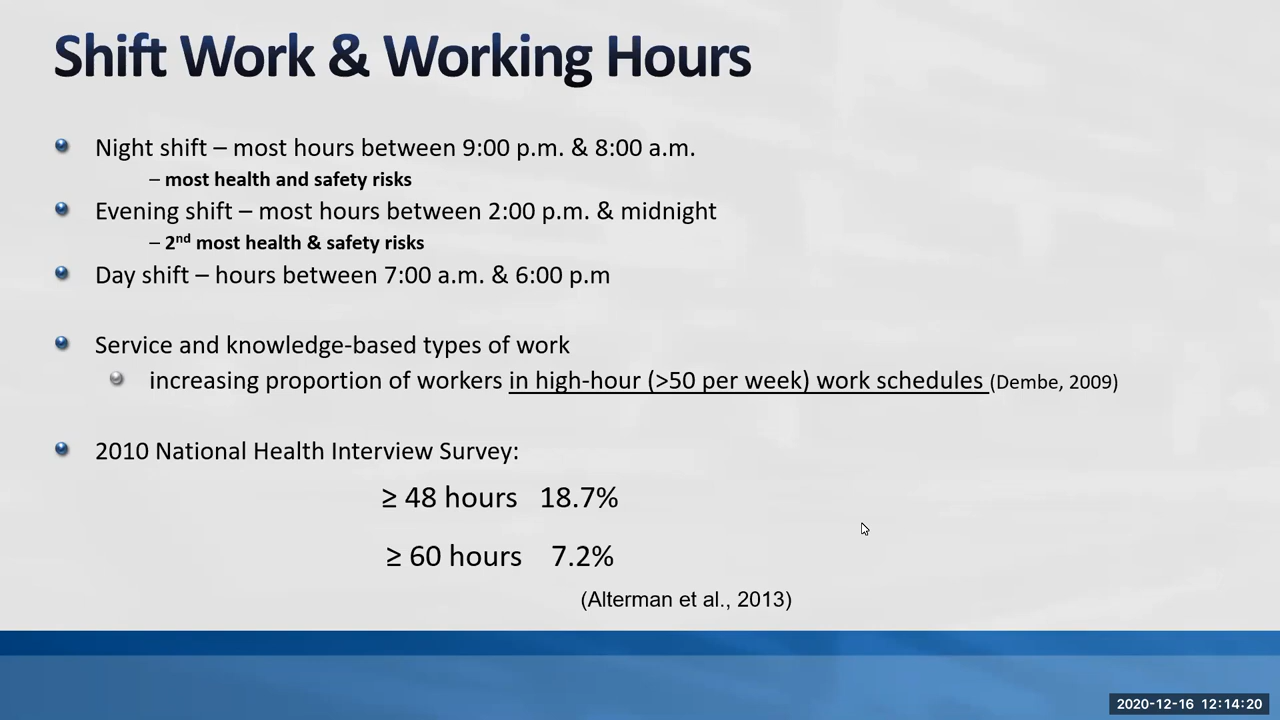 Shift Work & Working Hours
Night shift – most hours between 9:00 p.m. & 8:00 a.m.
– most health and safety risks
Evening shift – most hours between 2:00 p.m. & midnight
– 2nd most health & safety risks
Day shift – hours between 7:00 a.m. & 6:00 p.m
Service and knowledge-based types of work
increasing proportion of workers in high-hour (>50 per week) work schedules (Dembe, 2009)
2010 National Health Interview Survey:
≥ 48 hours 18.7%
≥ 60 hours 7.2%
(Alterman et al., 2013)
2020-12-16 12:14:20